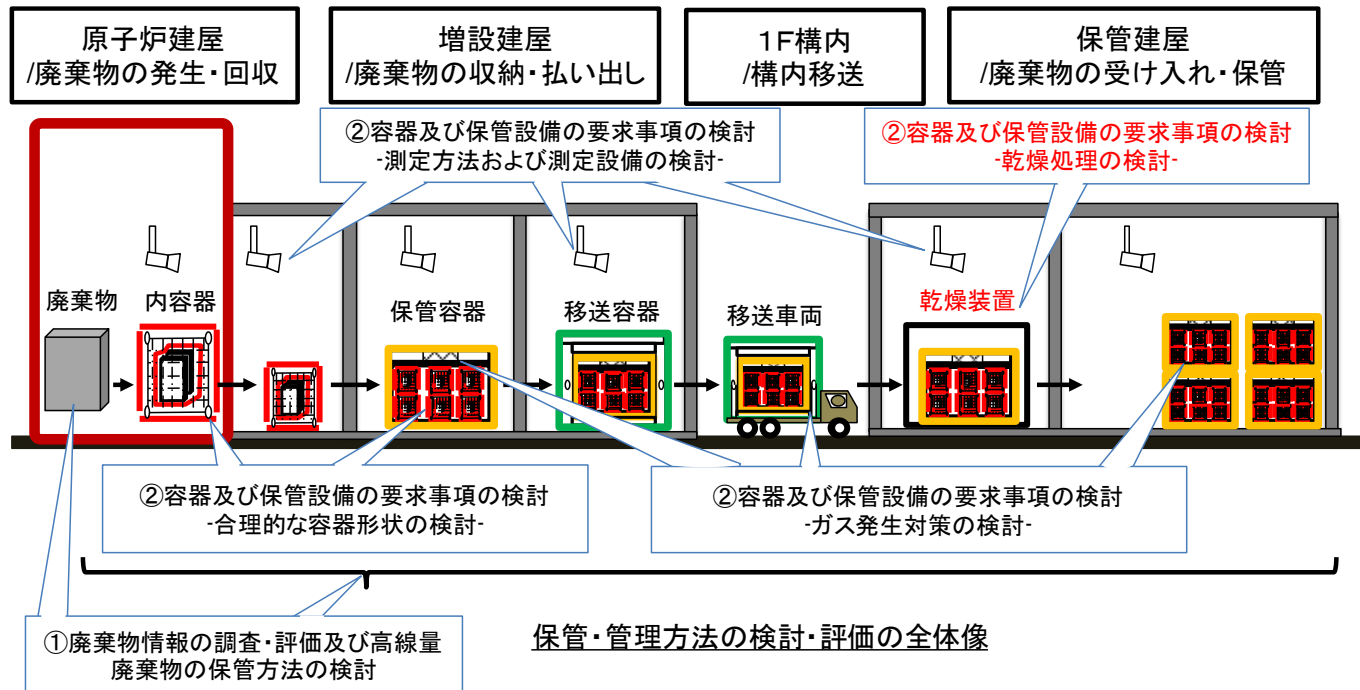 原子炉建屋
/廃棄物の発生・回収
増設建屋
/廃棄物の収納・払い出し
1F構内
/構内移送
保管建屋
/廃棄物の受け入れ・保管
②容器及び保管設備の要求事項の検討
-測定方法および測定設備の検討-
②容器及び保管設備の要求事項の検討
-乾燥処理の検討-
廃棄物
内容器
保管容器
移送容器
移送車両
乾燥装置
②容器及び保管設備の要求事項の検討
-合理的な容器形状の検討-
②容器及び保管設備の要求事項の検討
-ガス発生対策の検討-
①廃棄物情報の調査・評価及び高線量
廃棄物の保管方法の検討
保管・管理方法の検討・評価の全体像